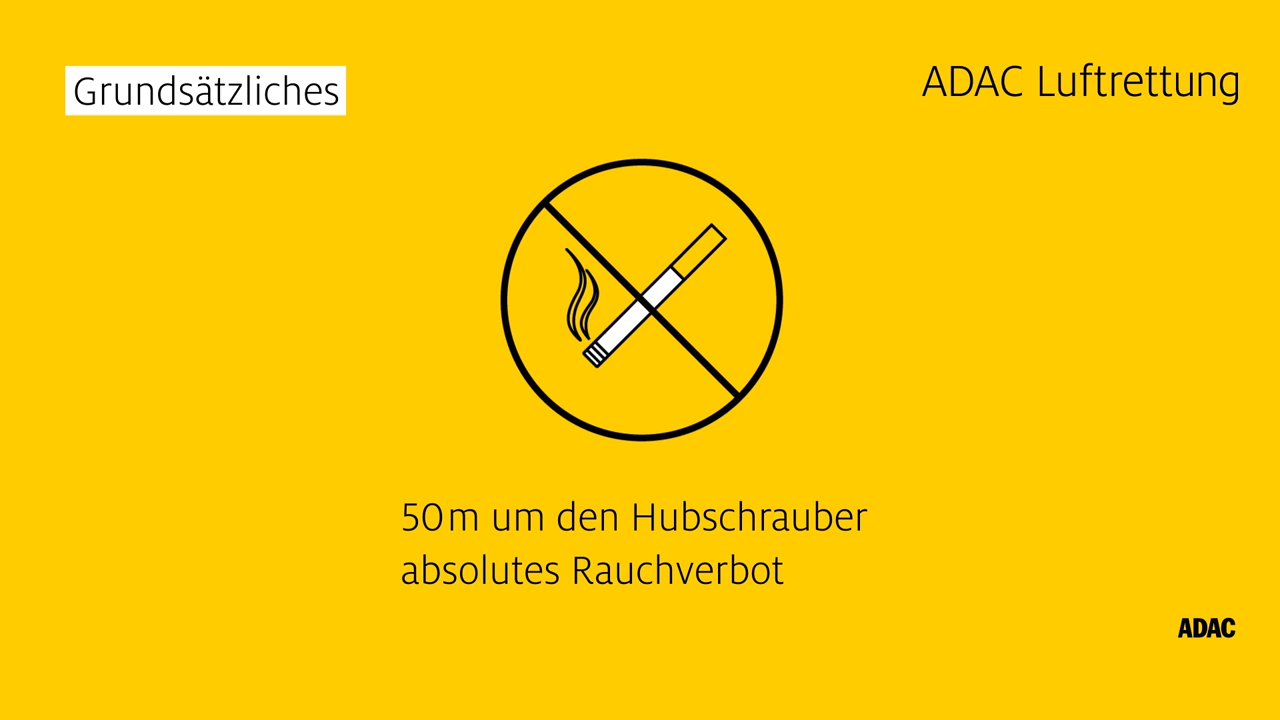 Grundsätzliches
ADAC Luftrettung
50 m um den Hubschrauber
absolutes Rauchverbot
ADAC